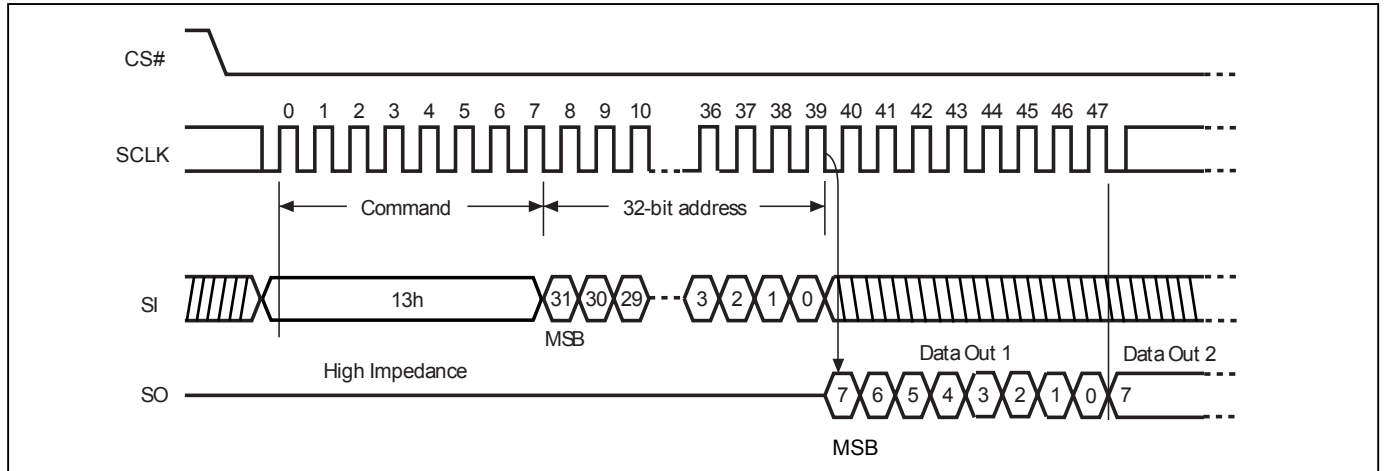 CS#
0 1 2 3 4 5 6 7 8 9 10 36 37 38 39 40 41 42 43 44 45 46 47
SCLK
Command 32-bit address
SI 13h 31 30 29 3 2 1 0
MSB
High Impedance Data Out 1 Data Out 2
SO 7 6 5 4 3 2 1 0 7
MSB